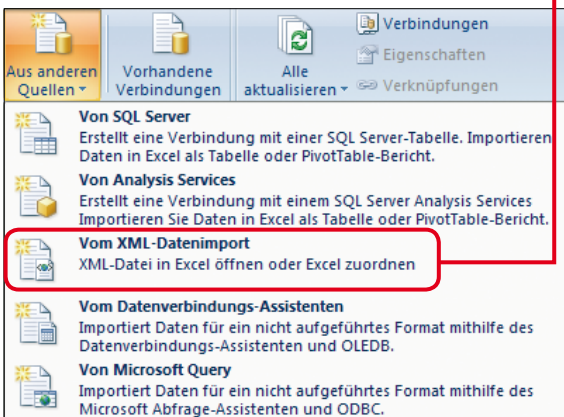 Aus anderen
Quellen
Vorhandene
Verbindungen
Alle
aktualisieren
Verbindungen
Eigenschaften
Verknüpfungen
Von SQL Server
Erstellt eine Verbindung mit einer SQL Server-Tabelle. Importieren
Daten in Excel als Tabelle oder PivotTable-Bericht.
Von Analysis Services
Erstellt eine Verbindung mit einem SQL Server Analysis Services
Importieren Sie Daten in Excel als Tabelle oder PivotTable-Bericht.
Vom XML-Datenimport
XML-Datei in Excel öffnen oder Excel zuordnen
Vom Datenverbindungs-Assistenten
Importiert Daten für ein nicht aufgeführtes Format mithilfe des
Datenverbindungs-Assistenten und OLEDB.
Von Microsoft Query
Importiert Daten für ein nicht aufgeführtes Format mithilfe des
Microsoft Abfrage-Assistenten und ODBC.